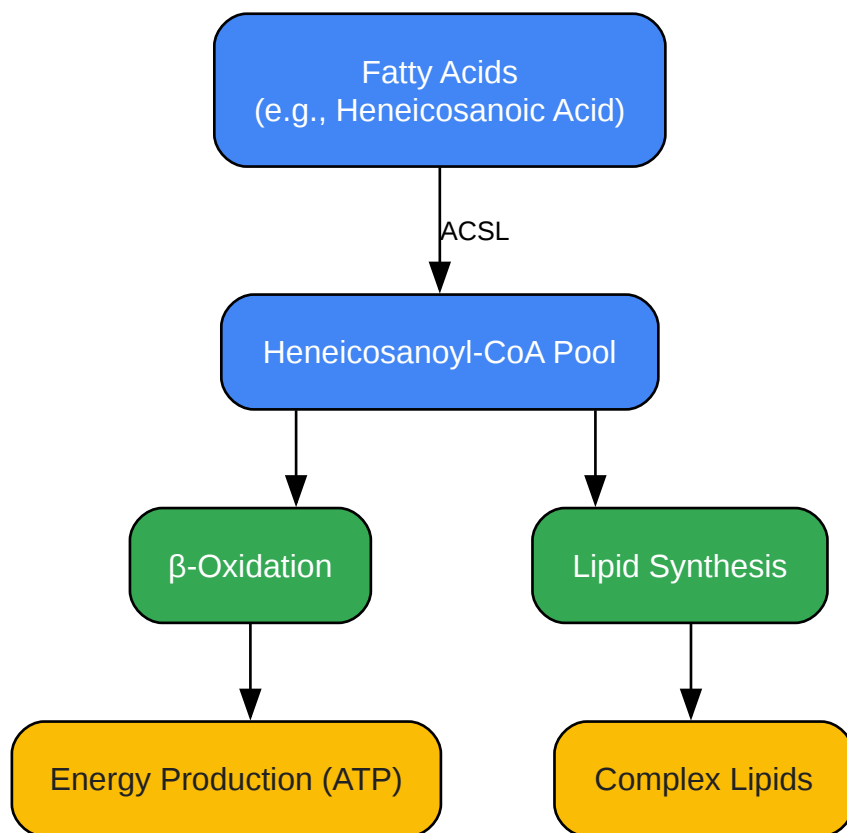 Fatty Acids
(e.g., Heneicosanoic Acid)
ACSL
Heneicosanoyl-CoA Pool
β-Oxidation
Lipid Synthesis
Energy Production (ATP)
Complex Lipids